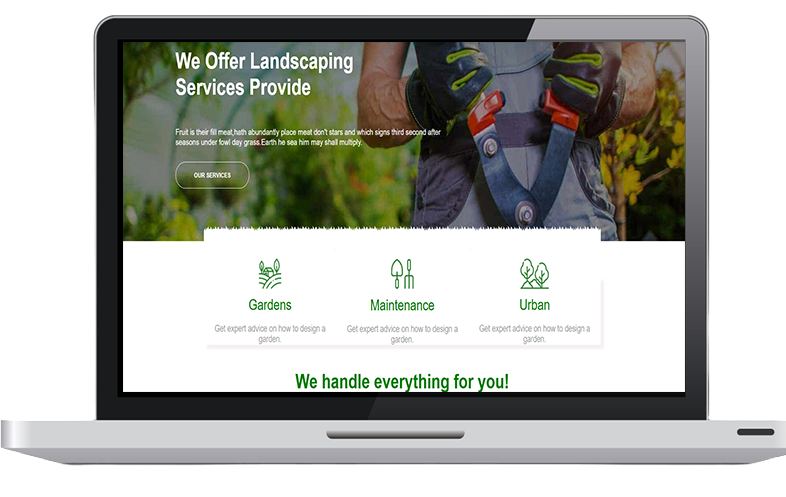 We Offer Landscaping
Services Provide
Fruit is their fill meat,hath abundantly place meat don't stars and which signs third second after
seasons under fowl day grass.Earth he sea him may shall multiply.
OUR SERVICES
Gardens
Maintenance
Urban
Get expert advice on how to design a
garden.
Get expert advice on how to design a
garden.
Get expert advice on how to design a
garden.
We handle everything for you!